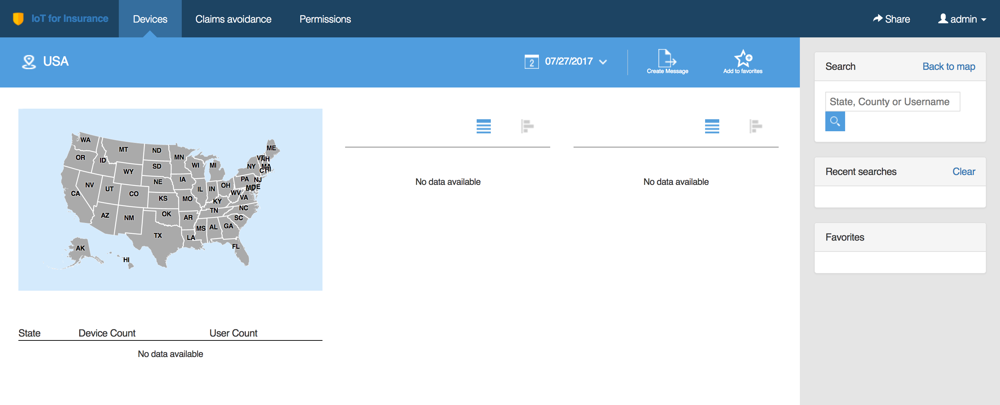 IoT for Insurance Devices Claims avoidance Permissions Share admin
USA 2 07/27/2017 Create Message Add to favorites
Search Back to map
State, County or Username
Recent searches Clear
Favorites
WA
MT ND
ME
OR ID MN
VT NH
WY SD WI MI NY MA
CT RI
NV NE IA PA NJ
CA UT CO IL IN OH MD DE
WV
KS MO KY VA
AZ NM OK AR TN NC
SC
TX MS AL GA
LA
AK FL
HI
No data available
No data available
State Device Count User Count
No data available